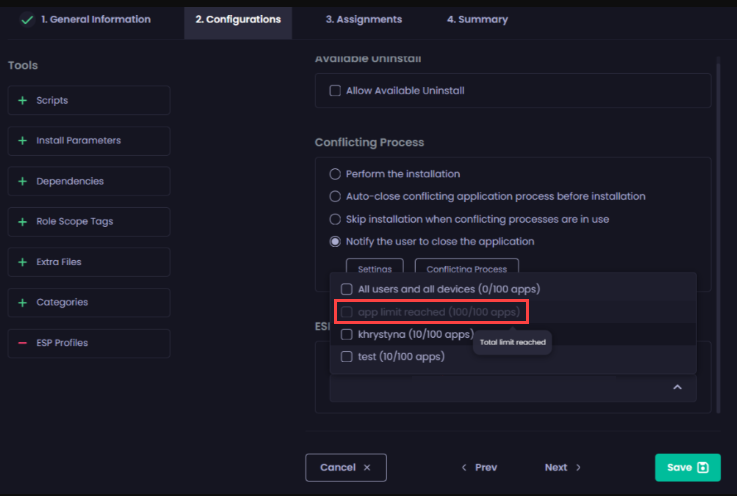 1. General Information
2. Configurations
3. Assignments
4. Summary
Tools
Scripts
Install Parameters
Dependencies
Role Scope Tags
Extra Files
Categories
ESP Profiles
Available Uninstall
Allow Available Uninstall
Conflicting Process
Perform the installation
Auto-close conflicting application process before installation
Skip installation when conflicting processes are in use
Notify the user to close the application
Settings
Conflicting Process
All users and all devices (0/100 apps)
app limit reached (100/100 apps)
khrystyna (10/100 apps)
Total limit reached
test (10/100 apps)
Cancel
Prev
Next
Save